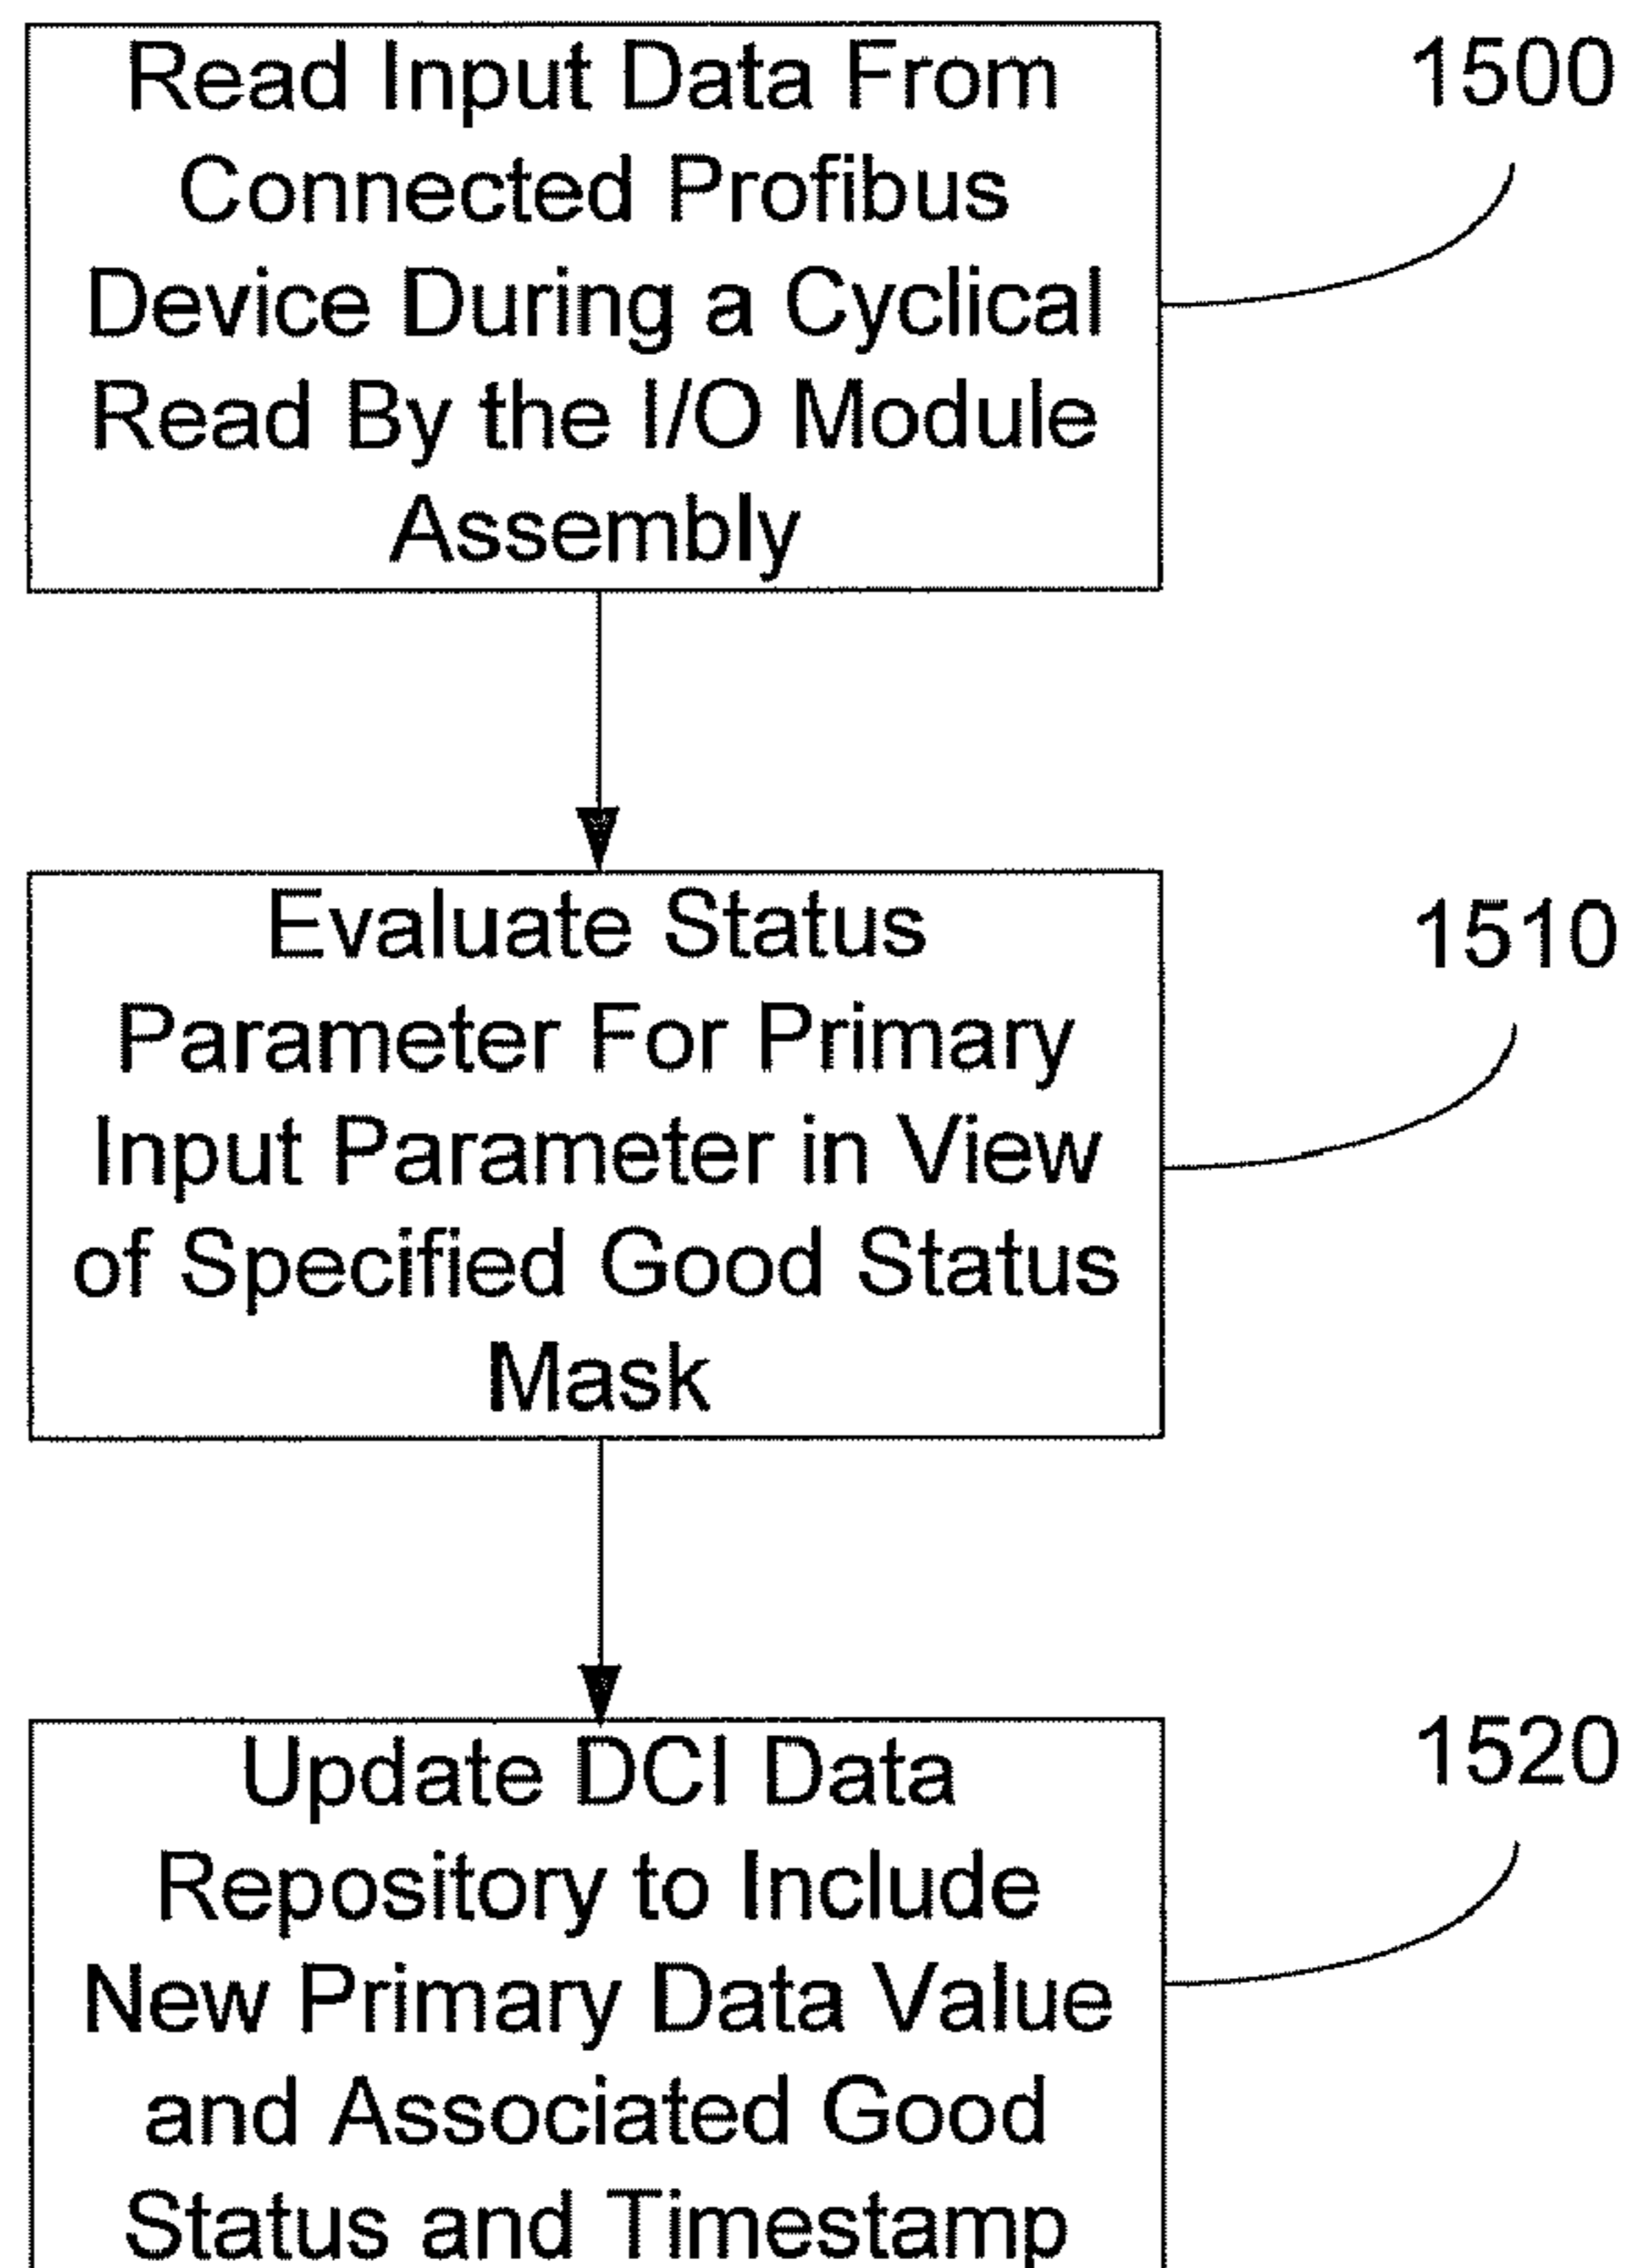 Read Input Data From
Connected Profibus
Device During a Cyclical
Read By the I/O Module
Assembly
1500
Evaluate Status
Parameter For Primary
Input Parameter in View
of Specified Good Status
Mask
1510
Update DCI Data
Repository to Include
New Primary Data Value
and Associated Good
Status and Timestamp
1520